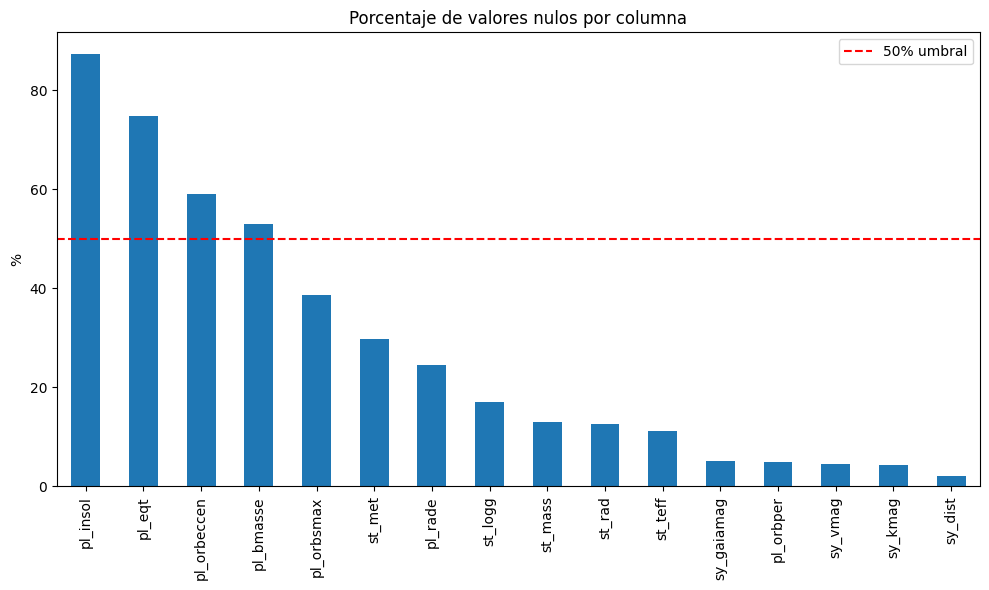 Porcentaje de valores nulos por columna
50% umbral
%
80
60
40
20
0
pl_insol
pl_eqt
pl_orbeccen
pl_bmasse
pl_orbsmax
st_met
pl_rade
st_logg
st_mass
st_rad
st_teff
sy_gaiamag
pl_orbper
sy_vmag
sy_kmag
sy_dist